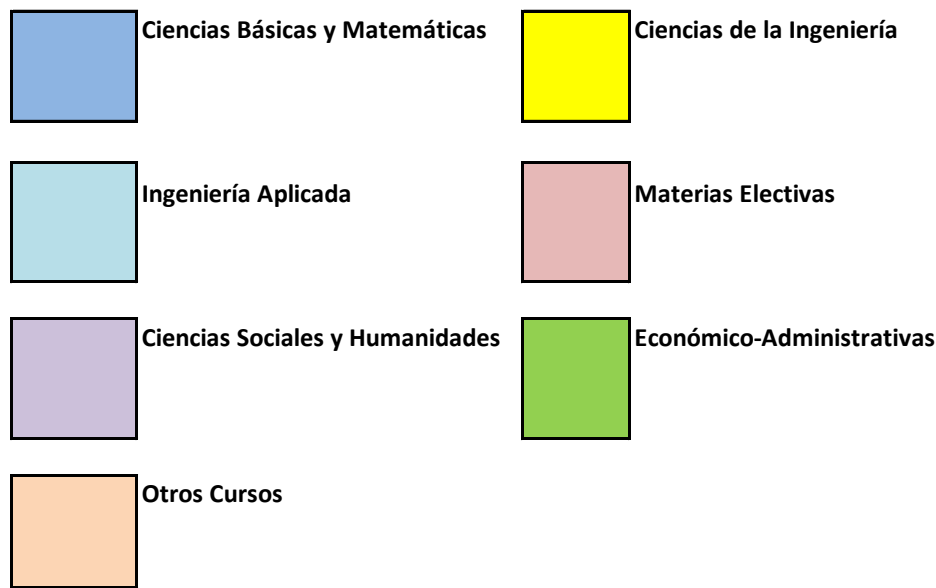 Ciencias Básicas y Matemáticas
Ciencias de la Ingeniería
Ingeniería Aplicada
Materias Electivas
Ciencias Sociales y Humanidades
Económico-Administrativas
Otros Cursos